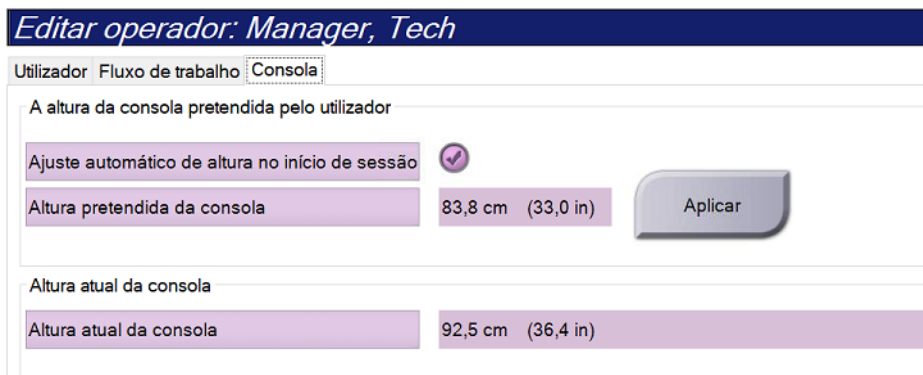 Editar operador: Manager, Tech
Utilizador Fluxo de trabalho Consola
A altura da consola pretendida pelo utilizador
Ajuste automático de altura no início de sessão
Altura pretendida da consola 83,8 cm (33,0 in) Aplicar
Altura atual da consola
Altura atual da consola 92,5 cm (36,4 in)